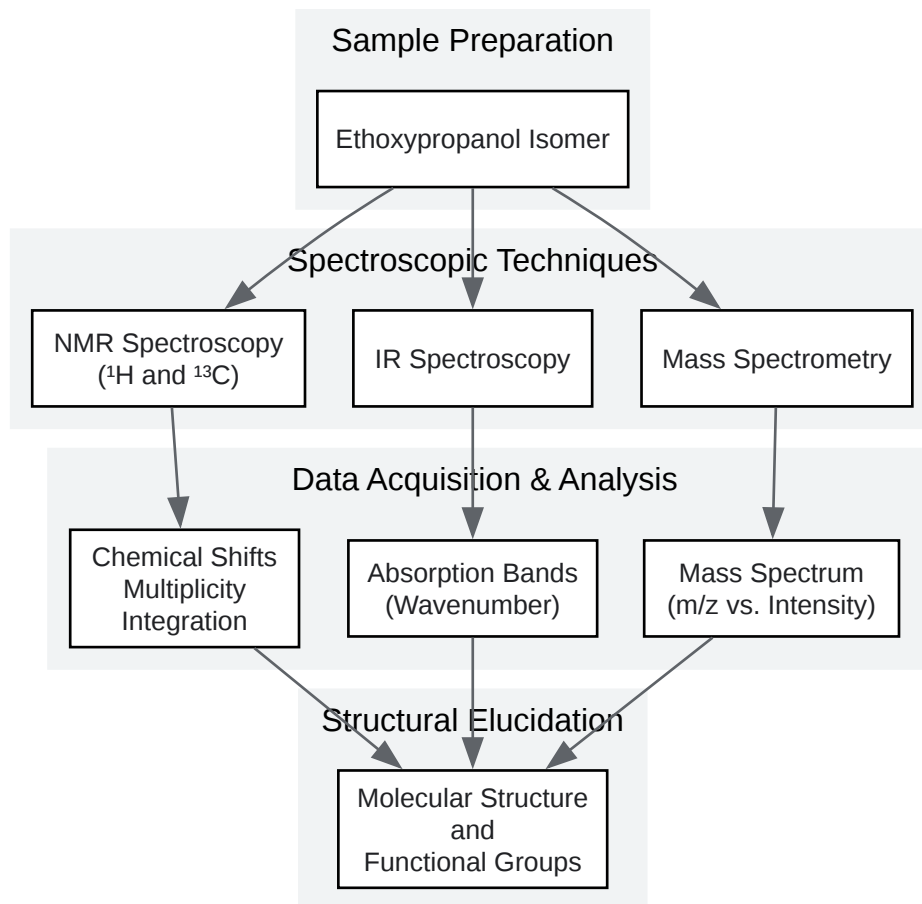 Sample Preparation
Ethoxypropanol Isomer
Spectroscopic Techniques
NMR Spectroscopy
(¹H and ¹³C)
IR Spectroscopy
Mass Spectrometry
Data Acquisition & Analysis
Chemical Shifts
Multiplicity
Integration
Absorption Bands
(Wavenumber)
Mass Spectrum
(m/z vs. Intensity)
Structural Elucidation
Molecular Structure
and
Functional Groups